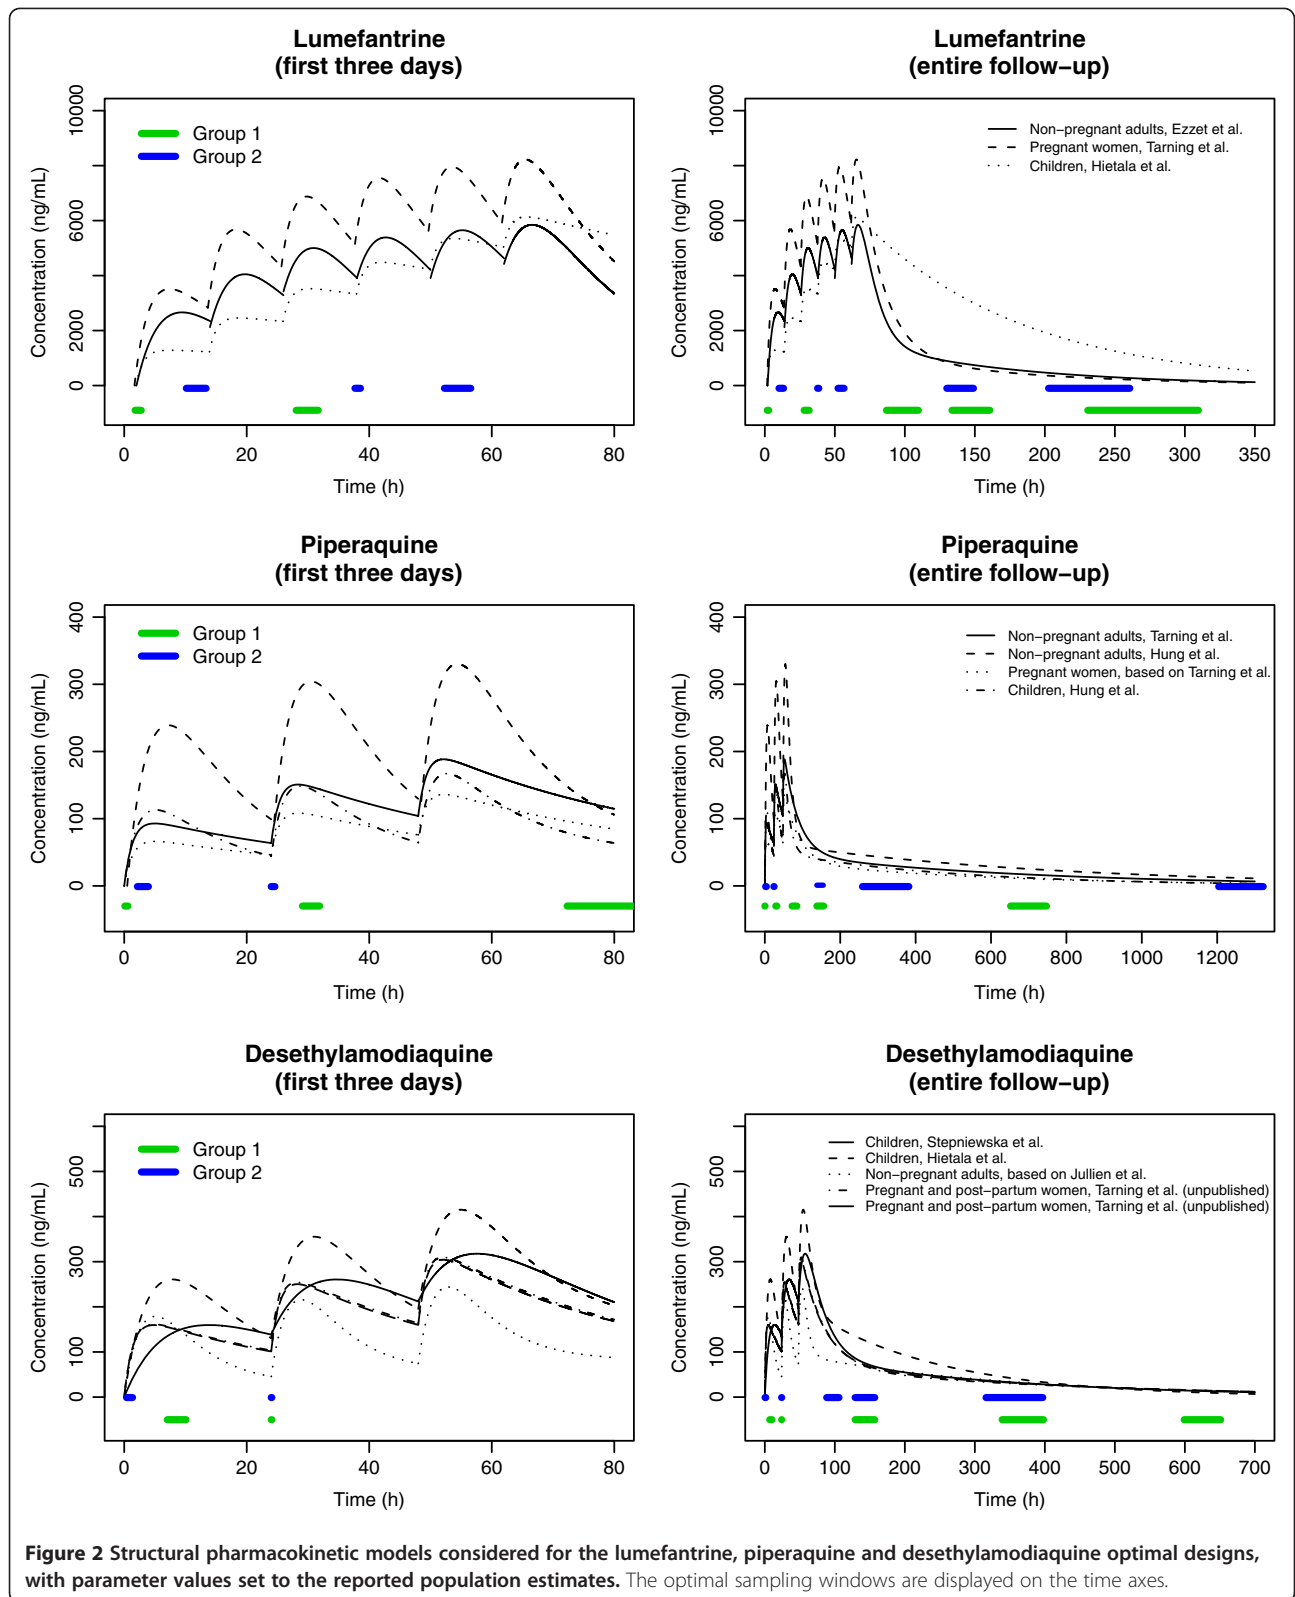 Lumefantrine
(first three days)
Concentration (ng/mL)
10000
6000
2000
0
Group 1
Group 2
0 20 40 60 80
Time (h)
Lumefantrine
(entire follow−up)
Concentration (ng/mL)
10000
6000
2000
0
Non−pregnant adults, Ezzet et al.
Pregnant women, Tarning et al.
Children, Hietala et al.
0 50 100 150 200 250 300 350
Time (h)
Piperaquine
(first three days)
Concentration (ng/mL)
400
300
200
100
0
Group 1
Group 2
0 20 40 60 80
Time (h)
Piperaquine
(entire follow−up)
Concentration (ng/mL)
400
300
200
100
0
Non−pregnant adults, Tarning et al.
Non−pregnant adults, Hung et al.
Pregnant women, based on Tarning et al.
Children, Hung et al.
0 200 400 600 800 1000 1200
Time (h)
Desethylamodiaquine
(first three days)
Concentration (ng/mL)
500
300
100
0
Group 1
Group 2
0 20 40 60 80
Time (h)
Desethylamodiaquine
(entire follow−up)
Concentration (ng/mL)
500
300
100
0
Children, Stepniewska et al.
Children, Hietala et al.
Non−pregnant adults, based on Jullien et al.
Pregnant and post−partum women, Tarning et al. (unpublished)
Pregnant and post−partum women, Tarning et al. (unpublished)
0 100 200 300 400 500 600 700
Time (h)
Figure 2 Structural pharmacokinetic models considered for the lumefantrine, piperaquine and desethylamodiaquine optimal designs,
with parameter values set to the reported population estimates. The optimal sampling windows are displayed on the time axes.